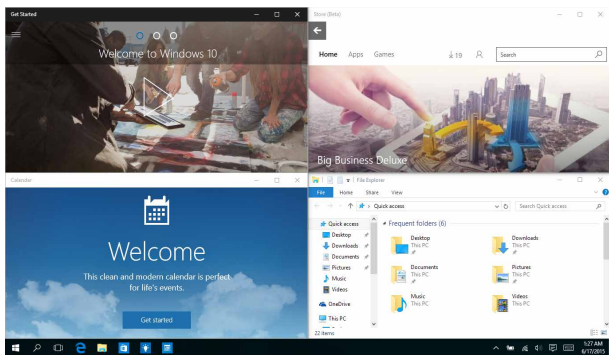 Get Started
Welcome to Windows 10
Store (Beta)
Home Apps Games 19 Search
Big Business Deluxe
Calendar
Welcome
This clean and modern calendar is perfect
for life's events.
Get started
File Explorer
File Home Share View
Quick access Search Quick access
Quick access
Desktop
Downloads
Documents
Pictures
Music
Videos
OneDrive
This PC
Frequent folders (6)
Desktop
This PC
Downloads
This PC
Documents
This PC
Pictures
This PC
Music
This PC
Videos
This PC
22 items
5:27 AM
6/17/2015